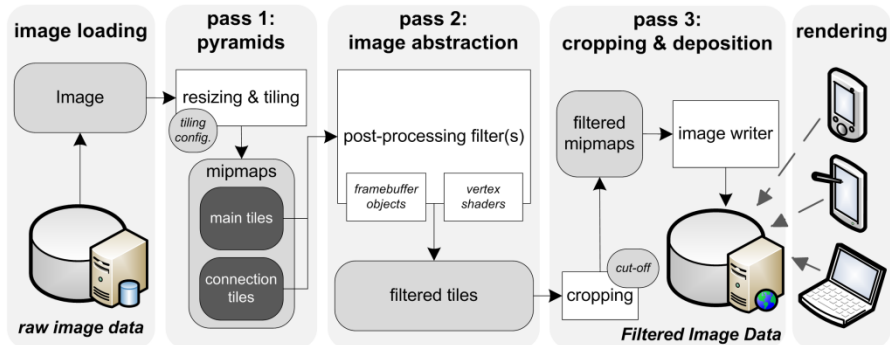 image loading
Image
raw image data
pass 1:
pyramids
resizing & tiling
tiling
config.
mipmaps
main tiles
connection
tiles
pass 2:
image abstraction
post-processing filter(s)
framebuffer
objects
vertex
shaders
filtered tiles
pass 3:
cropping & deposition
filtered
mipmaps
image writer
cut-off
cropping
Filtered Image Data
rendering